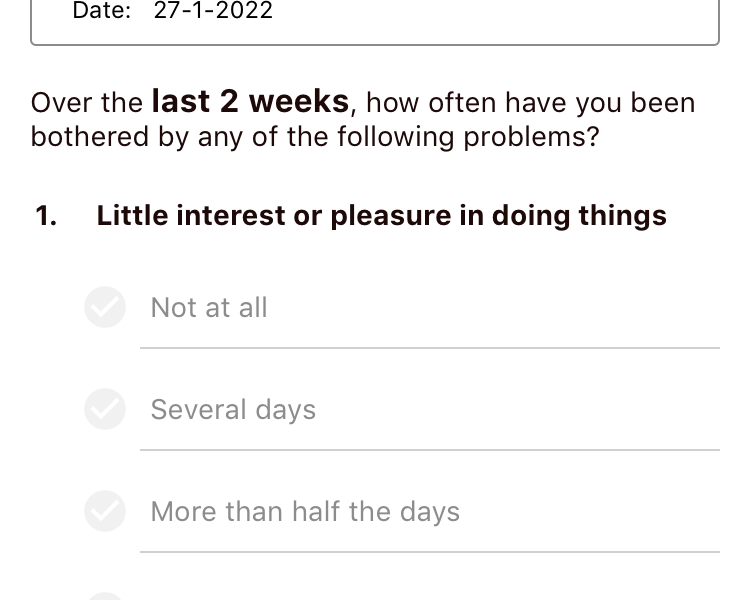 Date: 27-1-2022
Over the last 2 weeks, how often have you been
bothered by any of the following problems?
1. Little interest or pleasure in doing things
Not at all
Several days
More than half the days